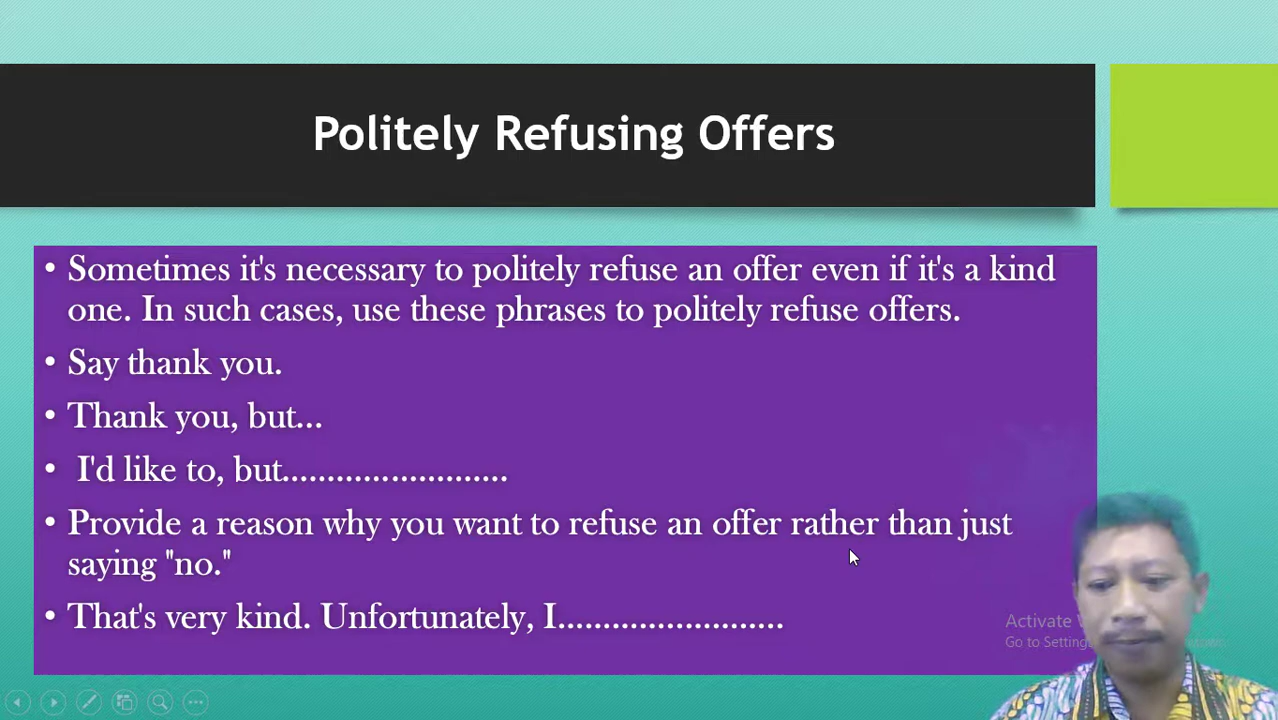 Politely Refusing Offers
• Sometimes it's necessary to politely refuse an offer even if it's a kind
one. In such cases, use these phrases to politely refuse offers.
• Say thank you.
• Thank you, but...
• I'd like to, but.........................
• Provide a reason why you want to refuse an offer rather than just
saying "no."
• That's very kind. Unfortunately, I.........................
Activate
Go to Settings